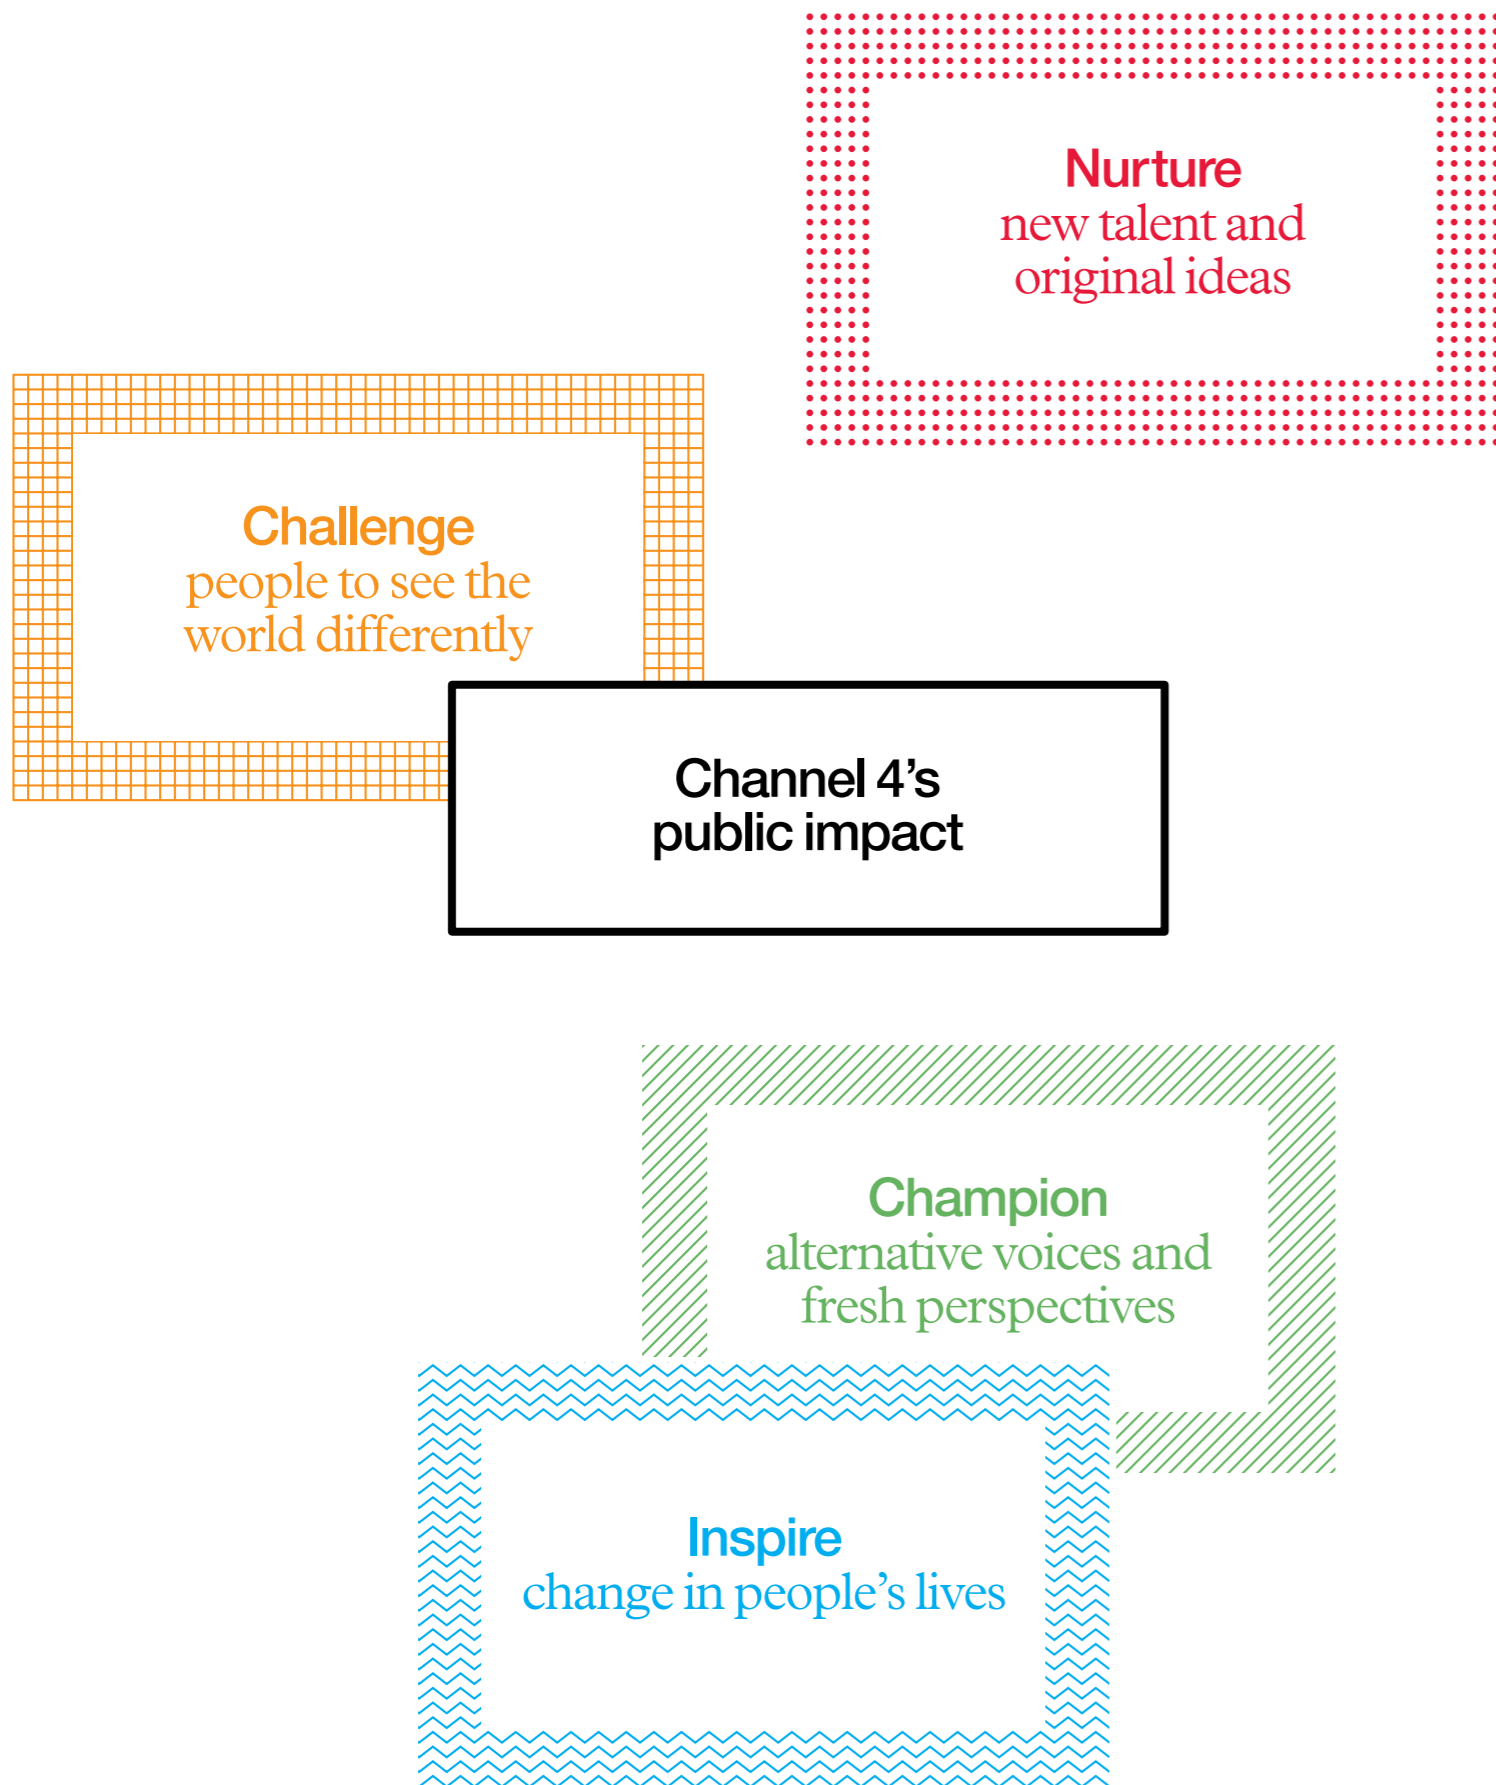 Nurture
new talent and
original ideas
Challenge
people to see the
world differently
Channel 4’s
public impact
Champion
alternative voices and
fresh perspectives
Inspire
change in people’s lives